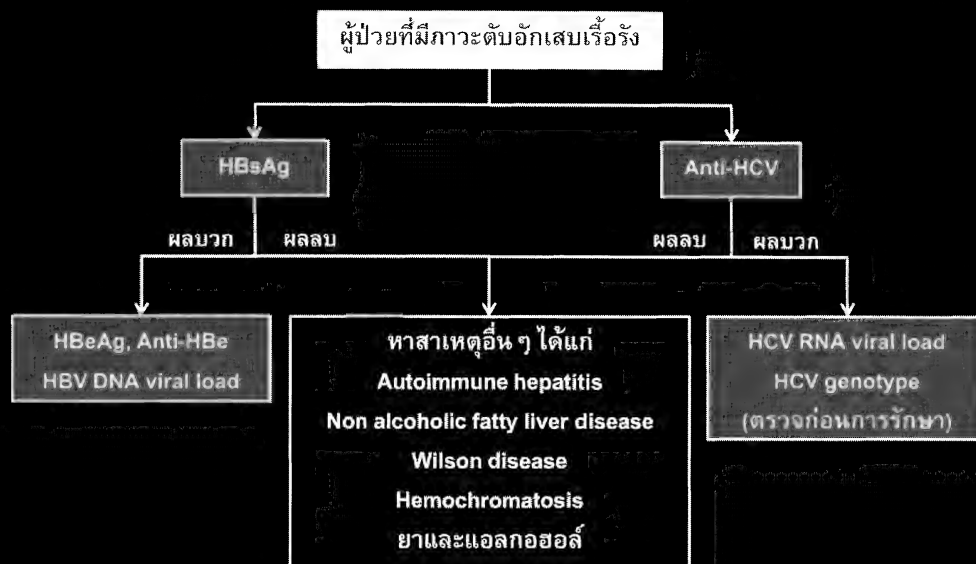 ผู้ป่วยที่มีภาวะตับอักเสบเรื้อรัง
HBsAg
Anti-HCV
ผลบวก ผลลบ
ผลลบ ผลบวก
HBeAg, Anti-HBe
HBV DNA viral load
หาสาเหตุอื่น ๆ ได้แก่
Autoimmune hepatitis
Non alcoholic fatty liver disease
Wilson disease
Hemochromatosis
ยาและแอลกอฮอล์
HCV RNA viral load
HCV genotype
(ตรวจก่อนการรักษา)